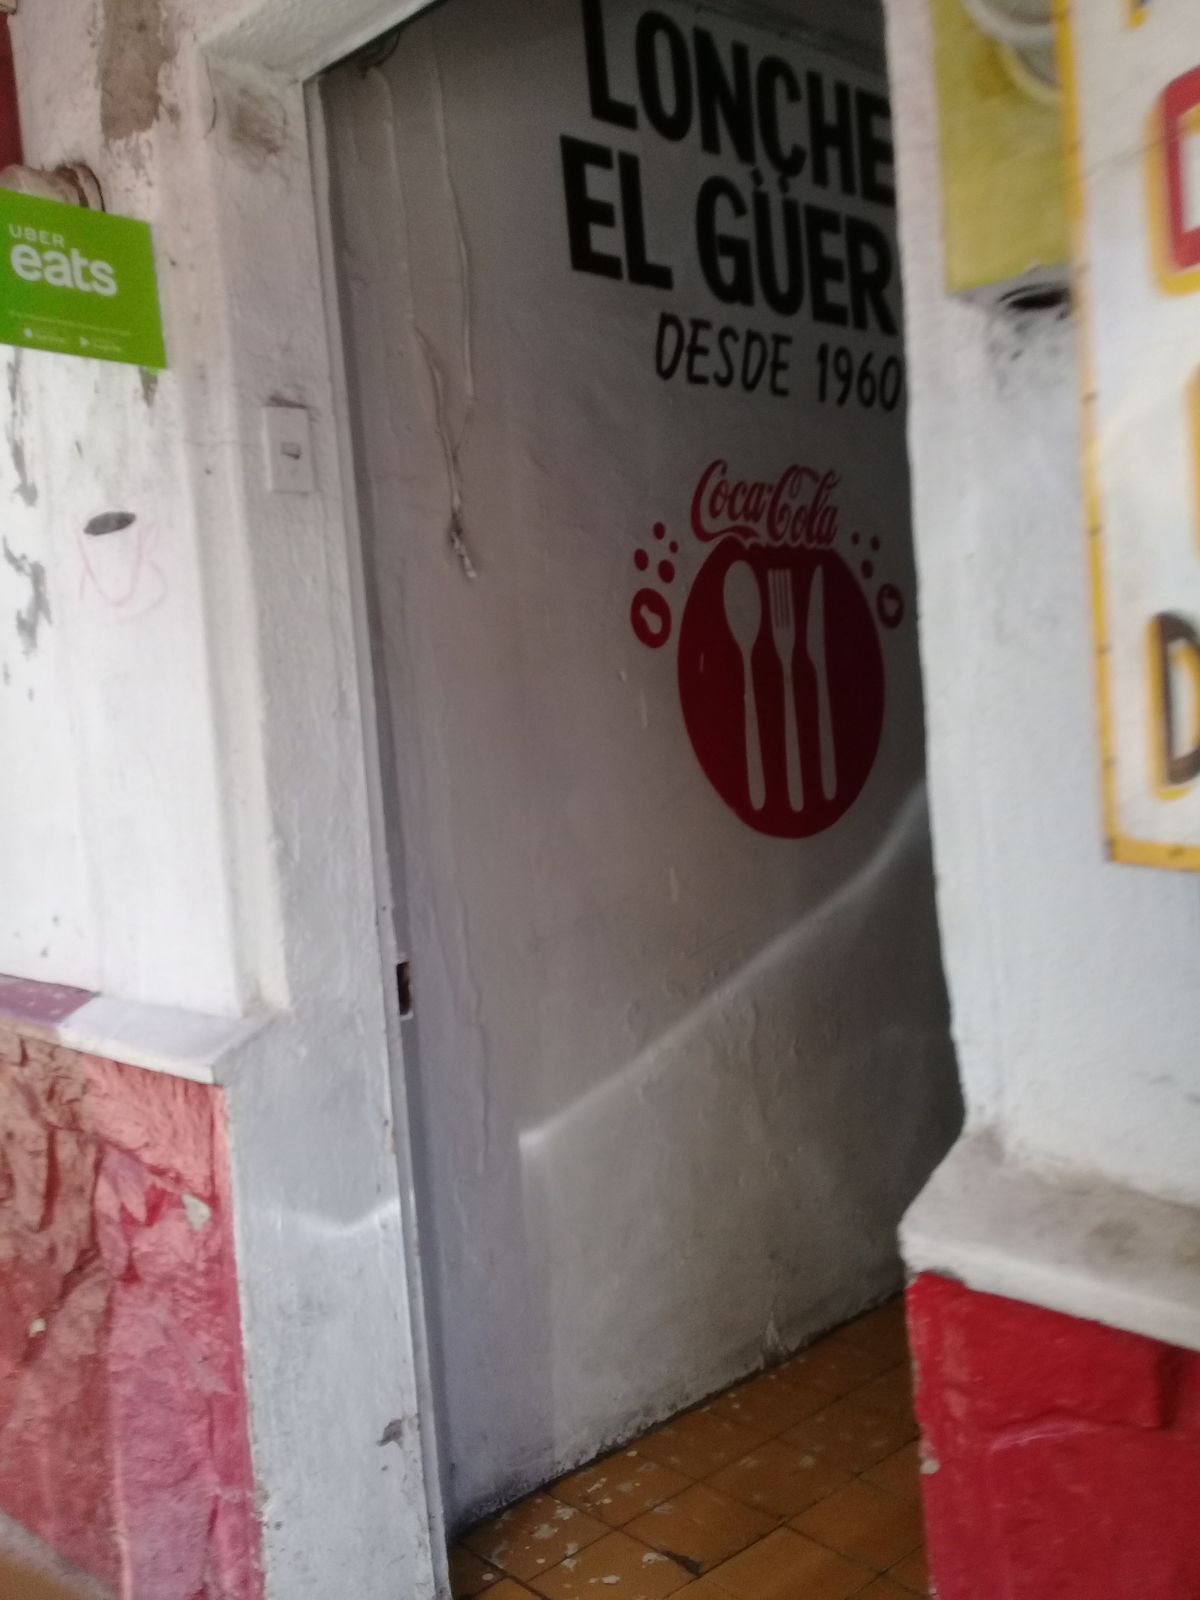 UBER
eats
LONCHE
EL GÜER
DESDE 1960
Coca-Cola
D